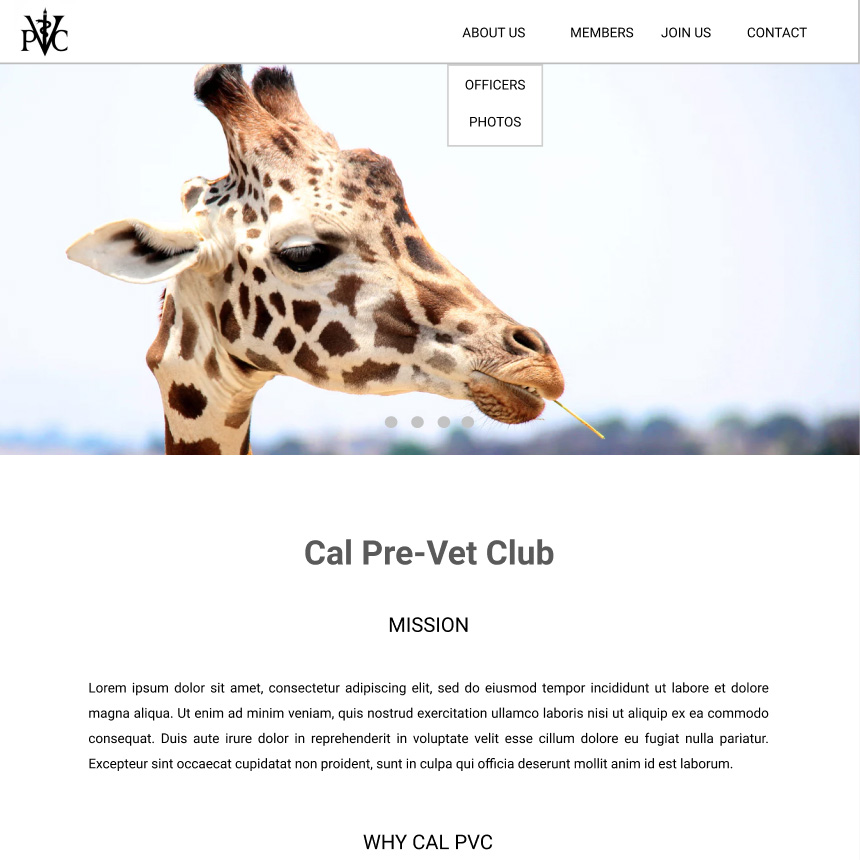 PVC
ABOUT US MEMBERS JOIN US CONTACT
OFFICERS
PHOTOS
Cal Pre-Vet Club
MISSION
Lorem ipsum dolor sit amet, consectetur adipiscing elit, sed do eiusmod tempor incididunt ut labore et dolore
magna aliqua. Ut enim ad minim veniam, quis nostrud exercitation ullamco laboris nisi ut aliquip ex ea commodo
consequat. Duis aute irure dolor in reprehenderit in voluptate velit esse cillum dolore eu fugiat nulla pariatur.
Excepteur sint occaecat cupidatat non proident, sunt in culpa qui officia deserunt mollit anim id est laborum.
WHY CAL PVC